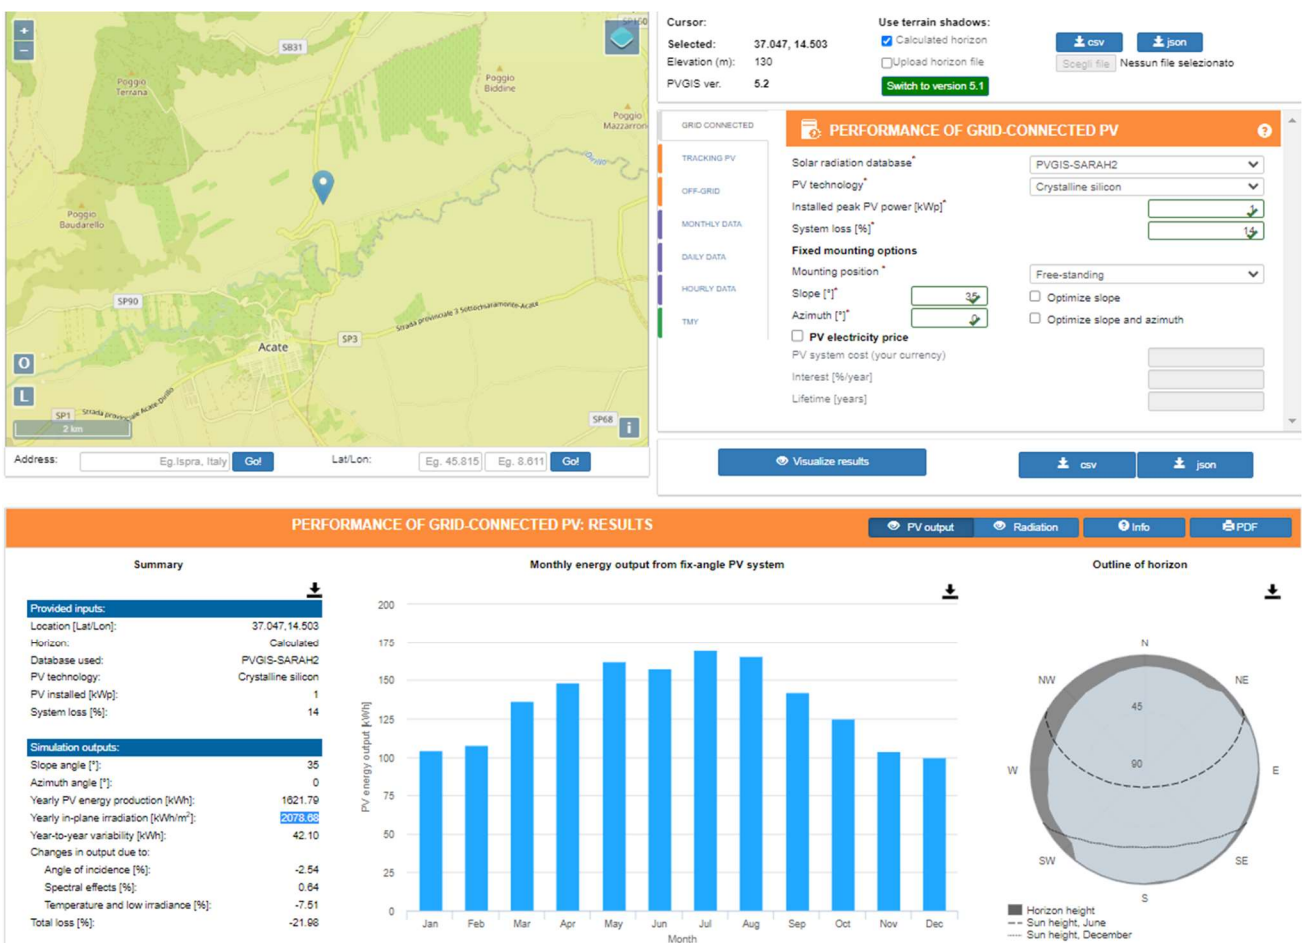 +
−
SB31
SP160
Poggio
Terrana
Poggio
Biddine
Poggio
Mazzarron
Dirillo
Poggio
Baudarello
SP90
Strada provinciale 3 Sottochiaramonte-Acate
SP3
Acate
O
L
SP1
Strada provinciale Acate-Dirillo
SP68
2 km
i
Address:
Eg.Ispra, Italy
Go!
Lat/Lon:
Eg. 45.815
Eg. 8.611
Go!
Cursor:
Selected: 37.047, 14.503
Elevation (m): 130
PVGIS ver. 5.2
Use terrain shadows:
Calculated horizon
Upload horizon file
Switch to version 5.1
csv
json
Scegli file Nessun file selezionato
GRID CONNECTED
TRACKING PV
OFF-GRID
MONTHLY DATA
DAILY DATA
HOURLY DATA
TMY
PERFORMANCE OF GRID-CONNECTED PV
?
Solar radiation database*
PVGIS-SARAH2
PV technology*
Crystalline silicon
Installed peak PV power [kWp]*
1
System loss [%]*
14
Fixed mounting options
Mounting position *
Free-standing
Slope [°]*
35
Optimize slope
Azimuth [°]*
0
Optimize slope and azimuth
PV electricity price
PV system cost (your currency)
Interest [%/year]
Lifetime [years]
Visualize results
csv
json
PERFORMANCE OF GRID-CONNECTED PV: RESULTS
PV output
Radiation
Info
PDF
Summary
Provided inputs:
Location [Lat/Lon]: 37.047,14.503
Horizon: Calculated
Database used: PVGIS-SARAH2
PV technology: Crystalline silicon
PV installed [kWp]: 1
System loss [%]: 14
Simulation outputs:
Slope angle [°]: 35
Azimuth angle [°]: 0
Yearly PV energy production [kWh]: 1621.79
Yearly in-plane irradiation [kWh/m²]: 2078.68
Year-to-year variability [kWh]: 42.10
Changes in output due to:
Angle of incidence [%]: -2.54
Spectral effects [%]: 0.64
Temperature and low irradiance [%]: -7.51
Total loss [%]: -21.98
Monthly energy output from fix-angle PV system
PV energy output [kWh]
200
175
150
125
100
75
50
25
0
Jan Feb Mar Apr May Jun Jul Aug Sep Oct Nov Dec
Month
Outline of horizon
N
NW
NE
45
W
90
E
SW
SE
S
Horizon height
Sun height, June
Sun height, December